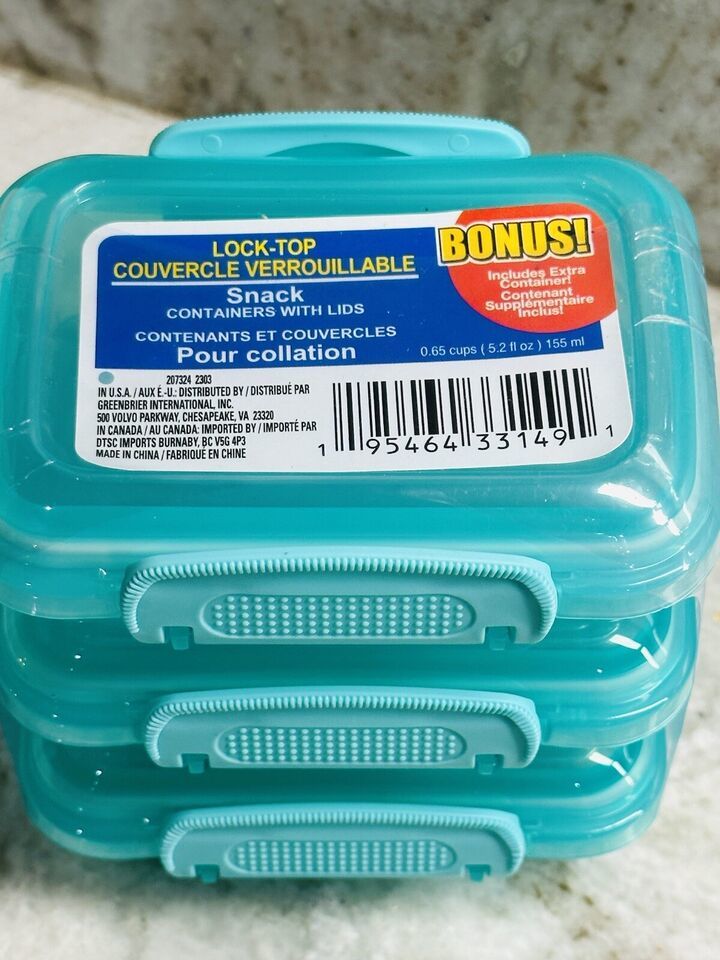 LOCK-TOP
COUVERCLE VERROUILLABLE
Snack
CONTAINERS WITH LIDS
CONTENANTS ET COUVERCLES
Pour collation
BONUS!
Includes Extra
Container!
Contenant
Supplémentaire
Inclus!
0.65 cups ( 5.2 fl oz ) 155 ml
207324 2303
IN U.S.A. / AUX É.-U.: DISTRIBUTED BY / DISTRIBUÉ PAR
GREENBRIER INTERNATIONAL, INC.
500 VOLVO PARKWAY, CHESAPEAKE, VA 23320
IN CANADA / AU CANADA: IMPORTED BY / IMPORTÉ PAR
DTSC IMPORTS BURNABY, BC V5G 4P3
MADE IN CHINA / FABRIQUÉ EN CHINE
1 95464 33149 1